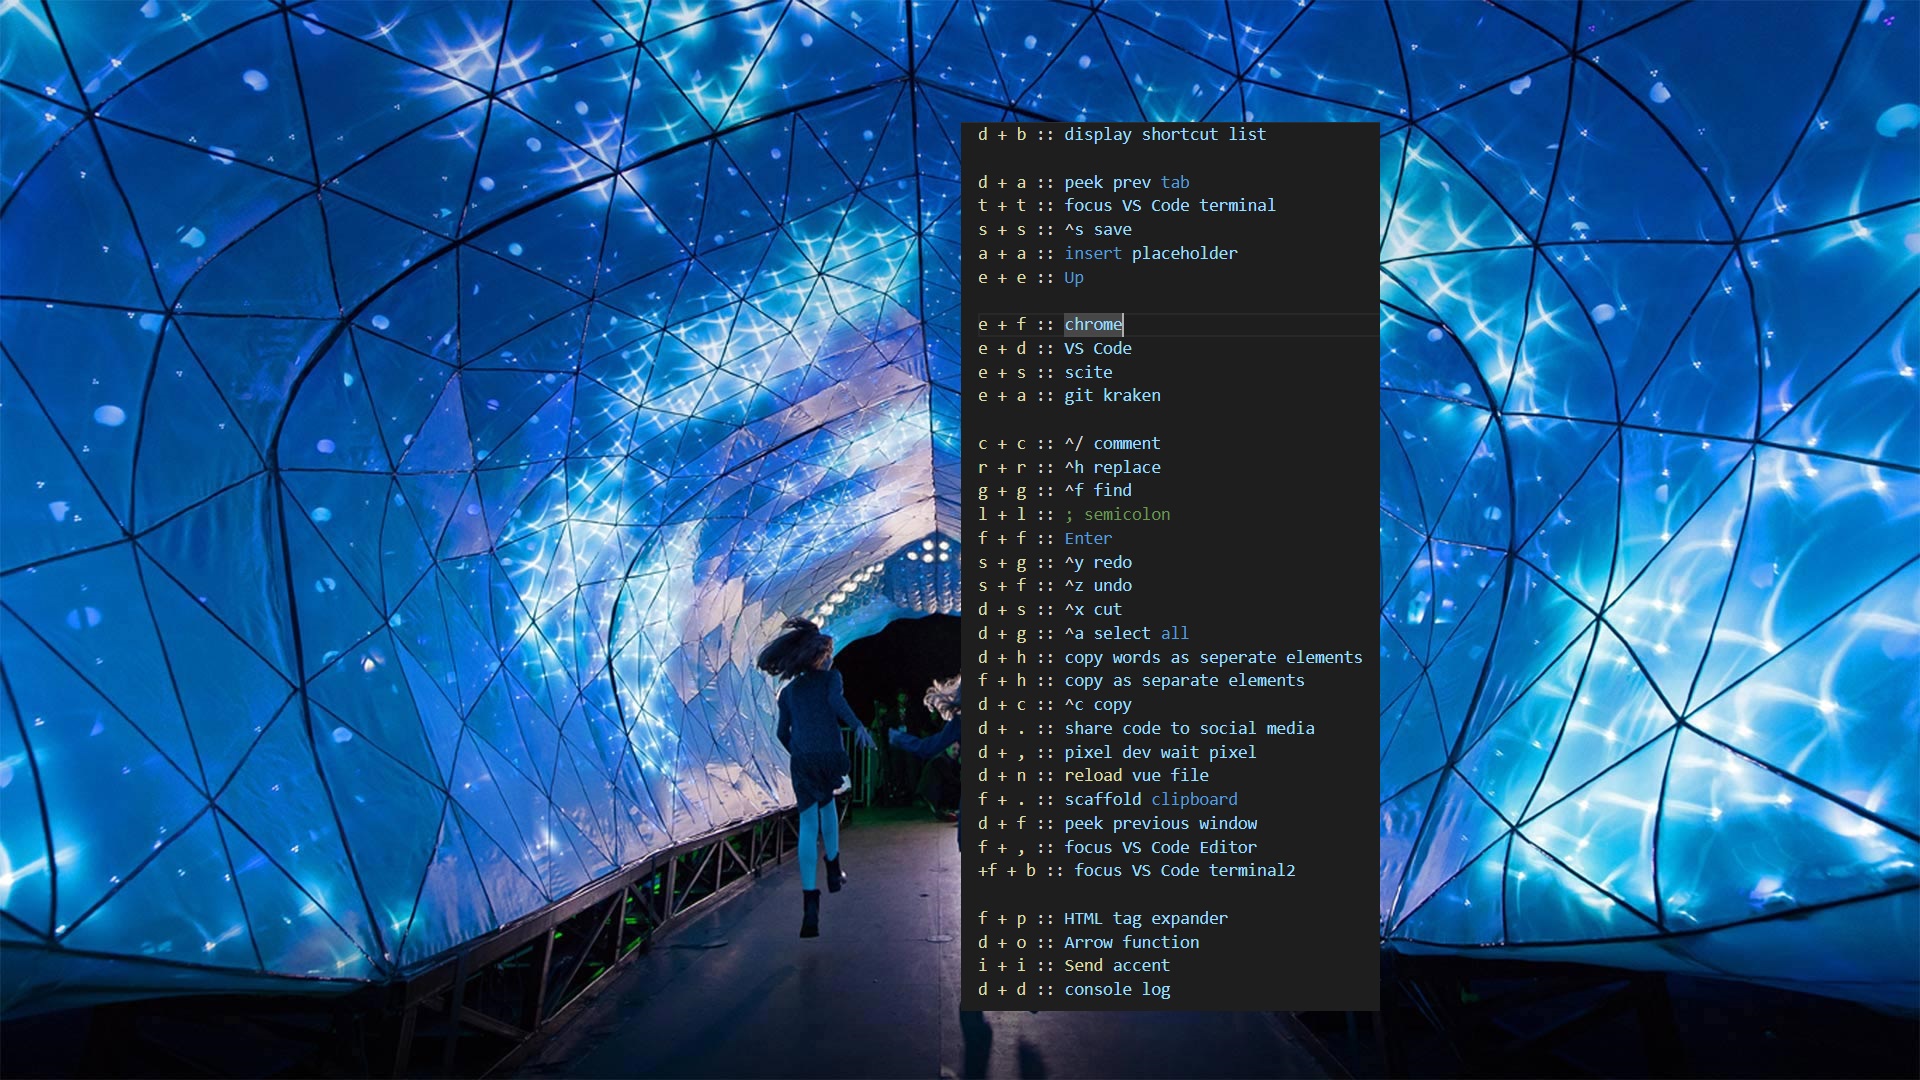 d + b :: display shortcut list
d + a :: peek prev tab
t + t :: focus VS Code terminal
s + s :: ^s save
a + a :: insert placeholder
e + e :: Up
e + f :: chrome
e + d :: VS Code
e + s :: scite
e + a :: git kraken
c + c :: ^/ comment
r + r :: ^h replace
g + g :: ^f find
l + l :: ; semicolon
f + f :: Enter
s + g :: ^y redo
s + f :: ^z undo
d + s :: ^x cut
d + g :: ^a select all
d + h :: copy words as seperate elements
f + h :: copy as separate elements
d + c :: ^c copy
d + . :: share code to social media
d + , :: pixel dev wait pixel
d + n :: reload vue file
f + . :: scaffold clipboard
d + f :: peek previous window
f + , :: focus VS Code Editor
+f + b :: focus VS Code terminal2
f + p :: HTML tag expander
d + o :: Arrow function
i + i :: Send accent
d + d :: console log